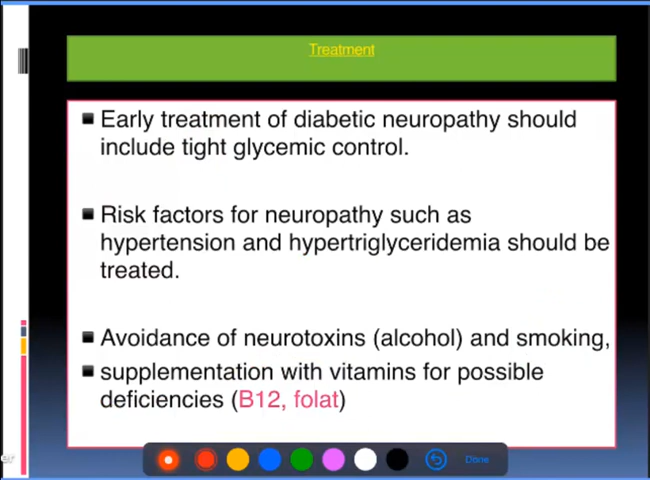 Treatment
Early treatment of diabetic neuropathy should
include tight glycemic control.
Risk factors for neuropathy such as
hypertension and hypertriglyceridemia should be
treated.
Avoidance of neurotoxins (alcohol) and smoking,
supplementation with vitamins for possible
deficiencies (B12, folat)
Done